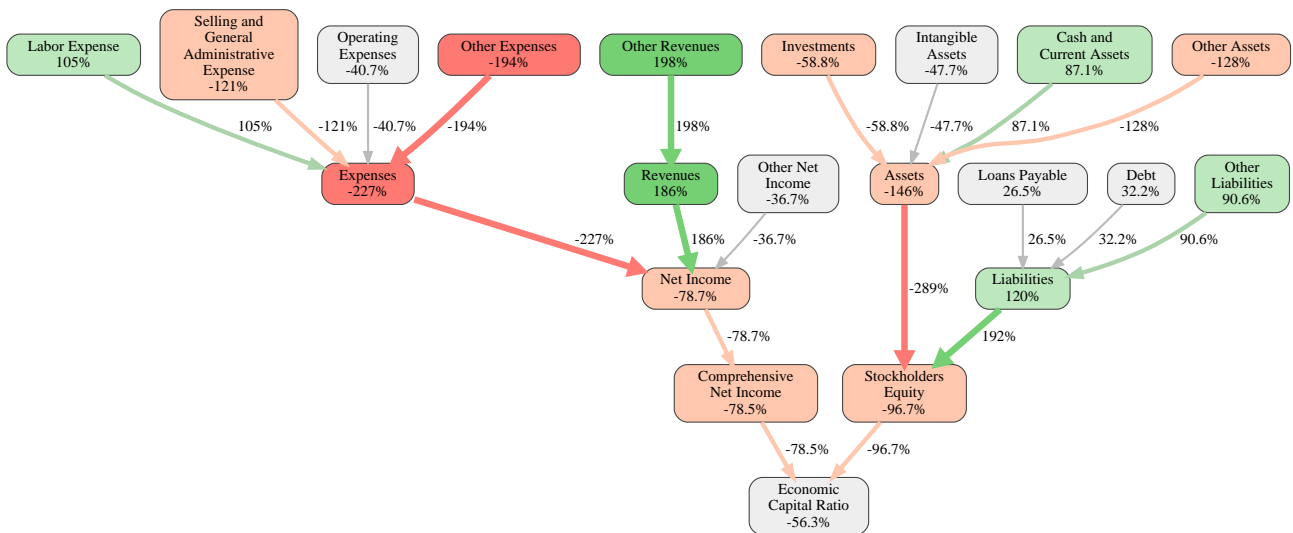 Labor Expense
105%
Selling and
General
Administrative
Expense
-121%
Operating
Expenses
-40.7%
Other Expenses
-194%
Other Revenues
198%
Investments
-58.8%
Intangible
Assets
-47.7%
Cash and
Current Assets
87.1%
Other Assets
-128%
105%
-121%
-40.7%
-194%
198%
-58.8%
-47.7%
87.1%
-128%
Expenses
-227%
Revenues
186%
Other Net
Income
-36.7%
Assets
-146%
Loans Payable
26.5%
Debt
32.2%
Other
Liabilities
90.6%
-227%
186%
-36.7%
26.5%
32.2%
90.6%
Net Income
-78.7%
-289%
Liabilities
120%
-78.7%
192%
Comprehensive
Net Income
-78.5%
Stockholders
Equity
-96.7%
-78.5%
-96.7%
Economic
Capital Ratio
-56.3%